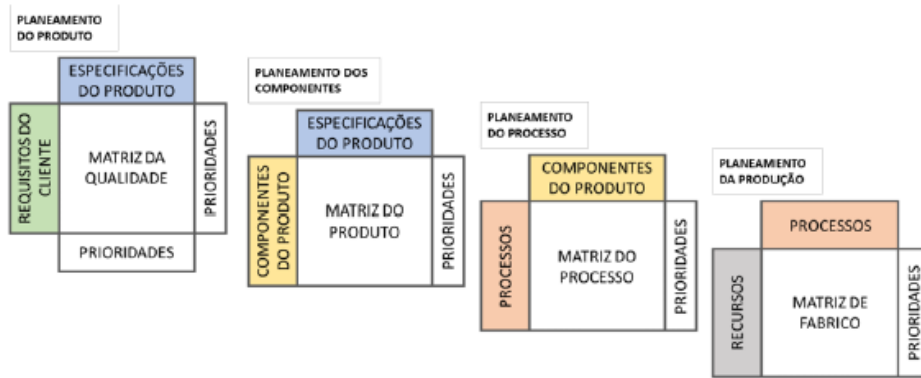 PLANEAMENTO
DO PRODUTO
ESPECIFICAÇÕES
DO PRODUTO
REQUISITOS DO
CLIENTE
MATRIZ DA
QUALIDADE
PRIORIDADES
PRIORIDADES
PLANEAMENTO DOS
COMPONENTES
ESPECIFICAÇÕES
DO PRODUTO
COMPONENTES
DO PRODUTO
MATRIZ DO
PRODUTO
PRIORIDADES
PLANEAMENTO
DO PROCESSO
COMPONENTES
DO PRODUTO
PROCESSOS
MATRIZ DO
PROCESSO
PRIORIDADES
PLANEAMENTO
DA PRODUÇÃO
PROCESSOS
RECURSOS
MATRIZ DE
FABRICO
PRIORIDADES